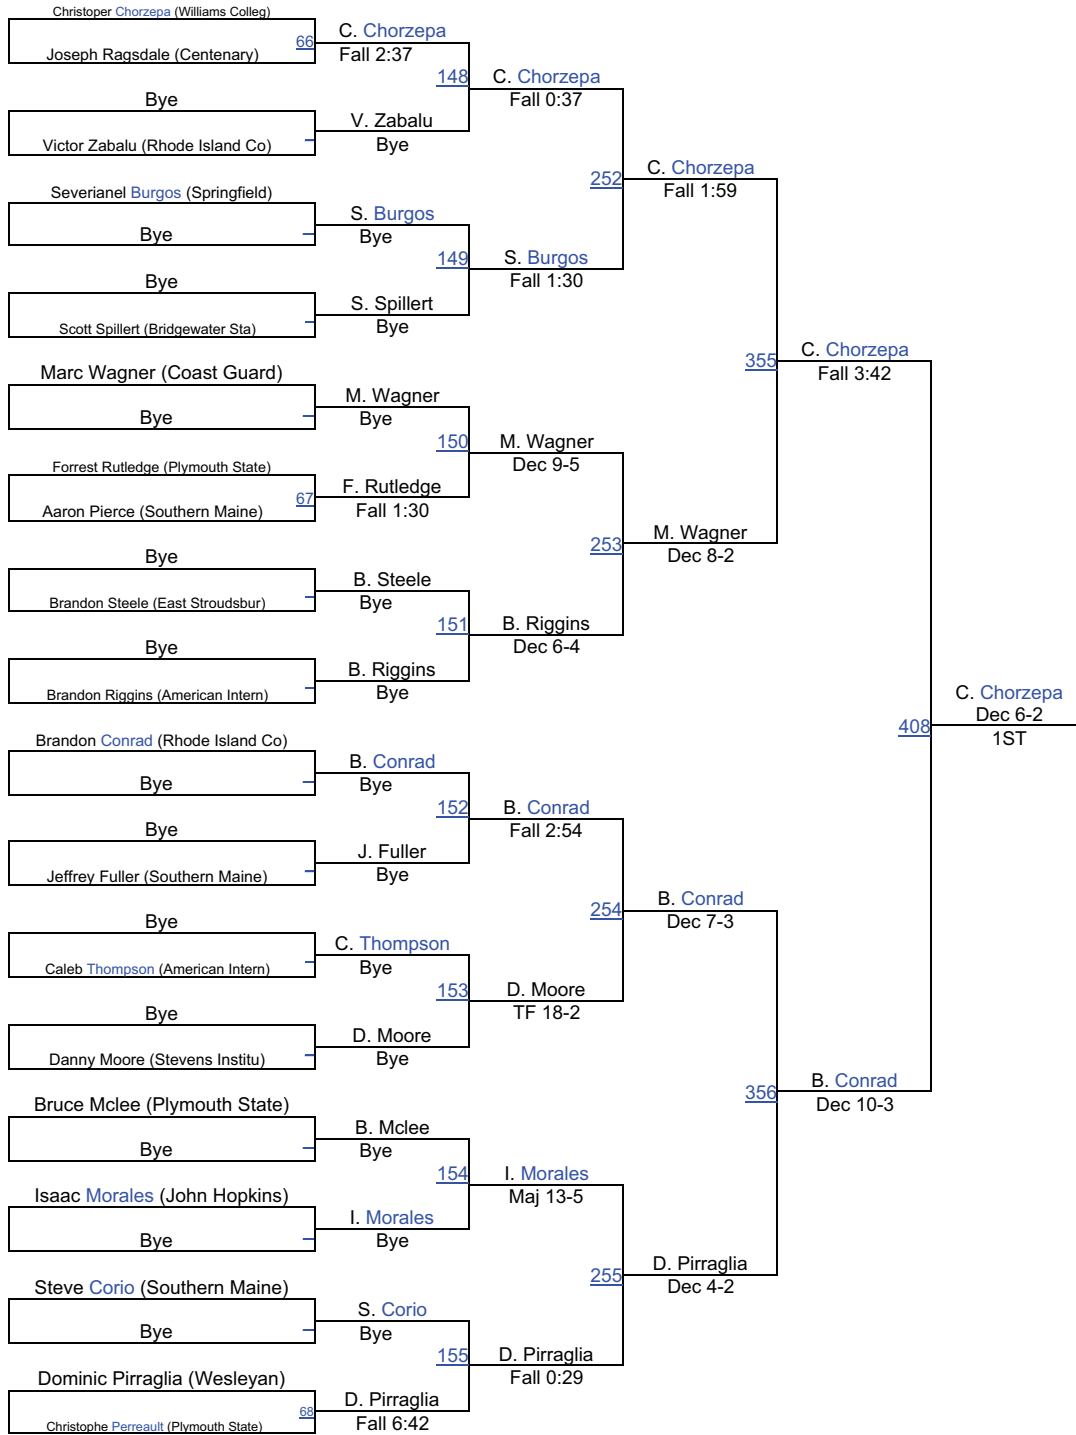 Christoper Chorzepa (Williams Colleg)
66
Joseph Ragsdale (Centenary)
C. Chorzepa
Fall 2:37
Bye
Victor Zabalu (Rhode Island Co)
V. Zabalu
Bye
148
C. Chorzepa
Fall 0:37
Severianel Burgos (Springfield)
Bye
S. Burgos
Bye
Bye
Scott Spillert (Bridgewater Sta)
S. Spillert
Bye
149
S. Burgos
Fall 1:30
252
C. Chorzepa
Fall 1:59
Marc Wagner (Coast Guard)
Bye
M. Wagner
Bye
Forrest Rutledge (Plymouth State)
67
Aaron Pierce (Southern Maine)
F. Rutledge
Fall 1:30
150
M. Wagner
Dec 9-5
Bye
Brandon Steele (East Stroudsbur)
B. Steele
Bye
Bye
Brandon Riggins (American Intern)
B. Riggins
Bye
151
B. Riggins
Dec 6-4
253
M. Wagner
Dec 8-2
355
C. Chorzepa
Fall 3:42
Brandon Conrad (Rhode Island Co)
Bye
B. Conrad
Bye
Bye
Jeffrey Fuller (Southern Maine)
J. Fuller
Bye
152
B. Conrad
Fall 2:54
Bye
Caleb Thompson (American Intern)
C. Thompson
Bye
Bye
Danny Moore (Stevens Institu)
D. Moore
Bye
153
D. Moore
TF 18-2
254
B. Conrad
Dec 7-3
Bruce Mclee (Plymouth State)
Bye
B. Mclee
Bye
Isaac Morales (John Hopkins)
Bye
I. Morales
Bye
154
I. Morales
Maj 13-5
Steve Corio (Southern Maine)
Bye
S. Corio
Bye
Dominic Pirraglia (Wesleyan)
68
Christophe Perreault (Plymouth State)
D. Pirraglia
Fall 6:42
155
D. Pirraglia
Fall 0:29
255
D. Pirraglia
Dec 4-2
356
B. Conrad
Dec 10-3
408
C. Chorzepa
Dec 6-2
1ST